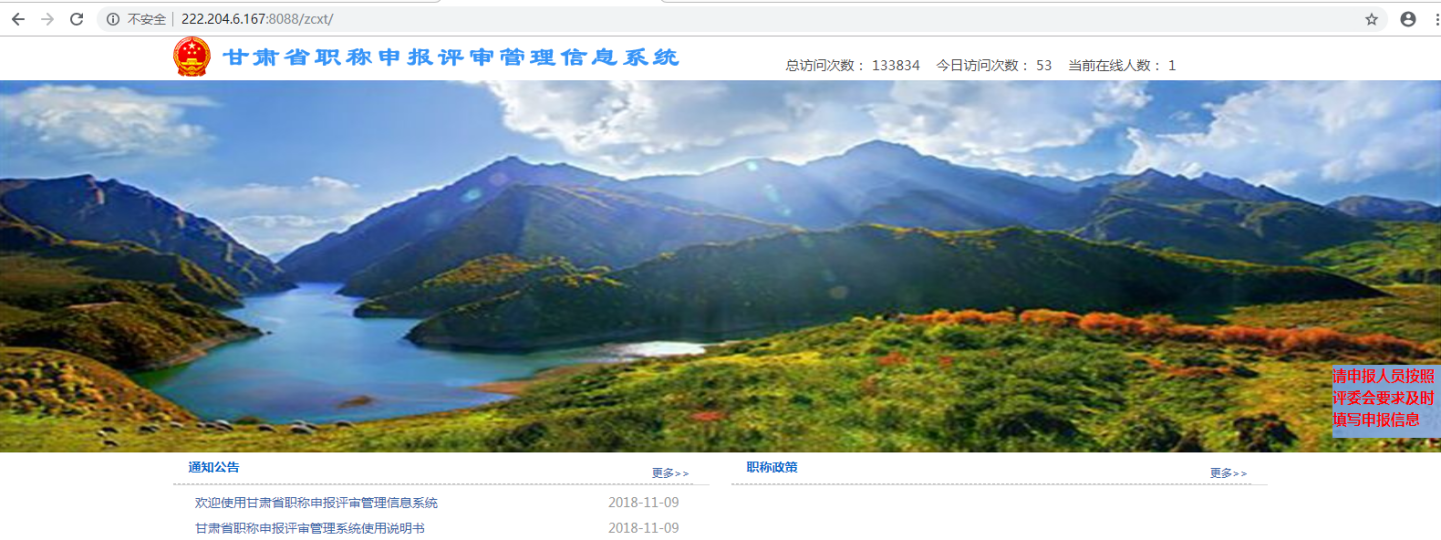 不安全 | 222.204.6.167:8088/zcxt/
甘肃省职称申报评审管理信息系统
总访问次数： 133834 今日访问次数： 53 当前在线人数： 1
请申报人员按照
评委会要求及时
填写申报信息
通知公告 更多>>
欢迎使用甘肃省职称申报评审管理信息系统 2018-11-09
甘肃省职称申报评审管理系统使用说明书 2018-11-09
职称政策 更多>>